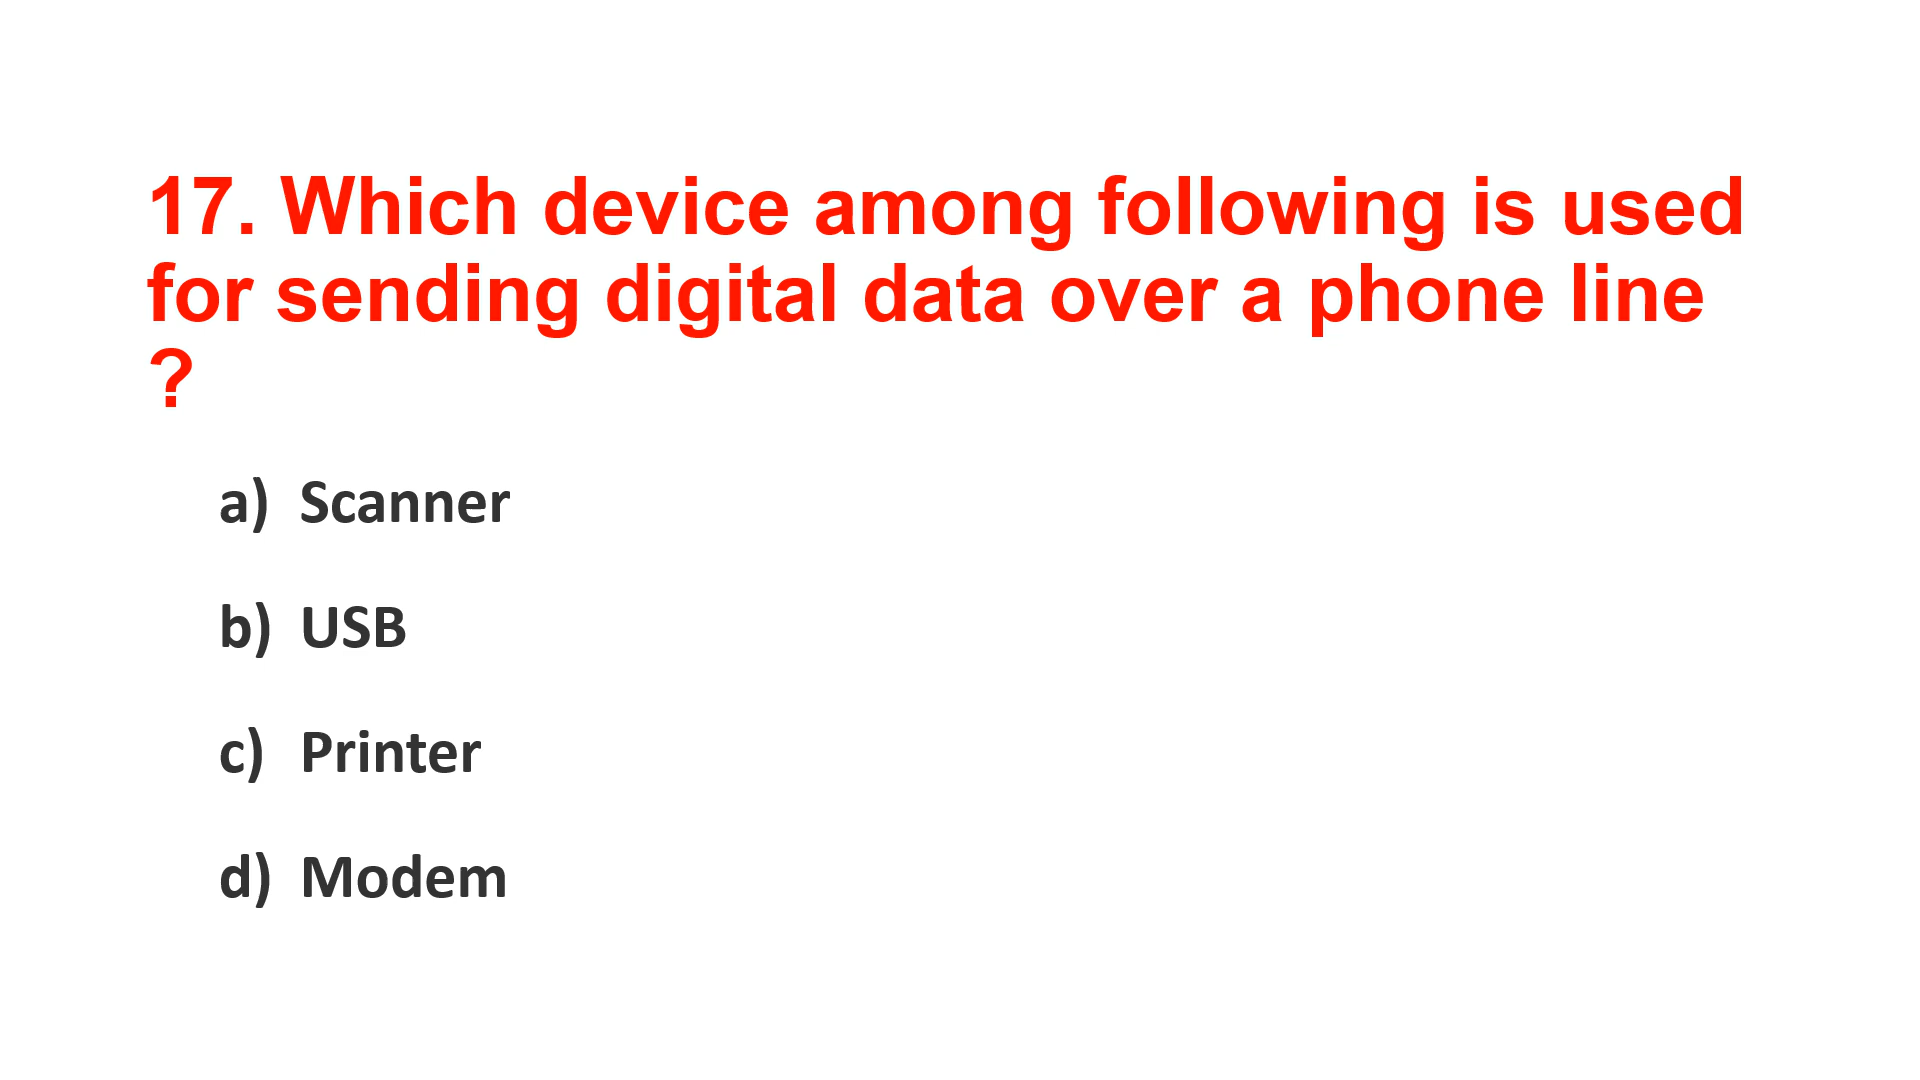 17. Which device among following is used
for sending digital data over a phone line
?
a) Scanner
b) USB
c) Printer
d) Modem